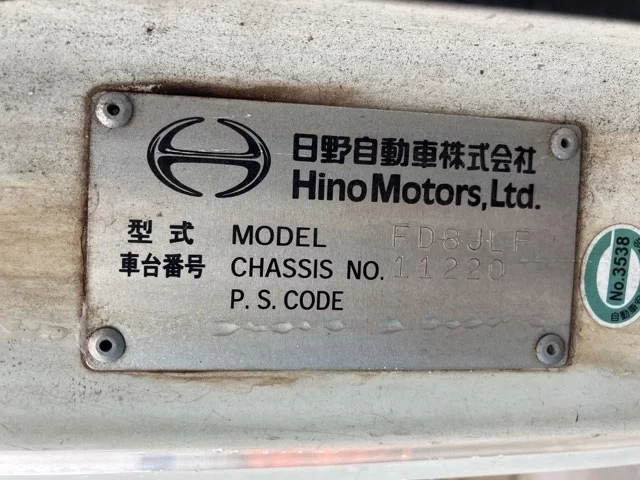 日野自動車株式会社
Hino Motors, Ltd.
型式 MODEL FD8JLF
車台番号 CHASSIS NO. 11220
P. S. CODE
No.3538